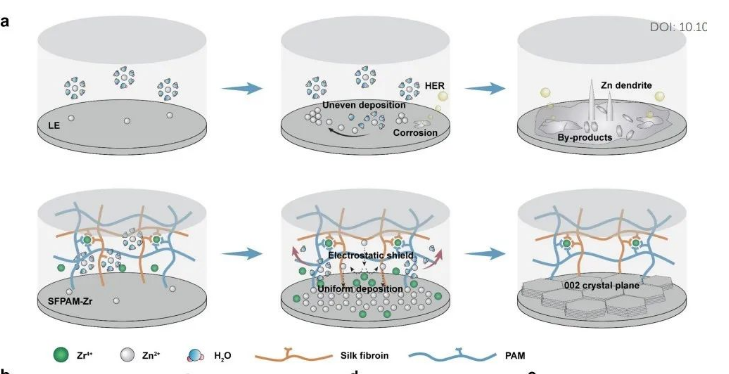 a
DOI: 10.10
HER
Zn dendrite
Uneven deposition
LE
Corrosion
By-products
Electrostatic shield
Uniform deposition
002 crystal plane
SFPAM-Zr
Zr⁴⁺
Zn²⁺
H₂O
Silk fibroin
PAM